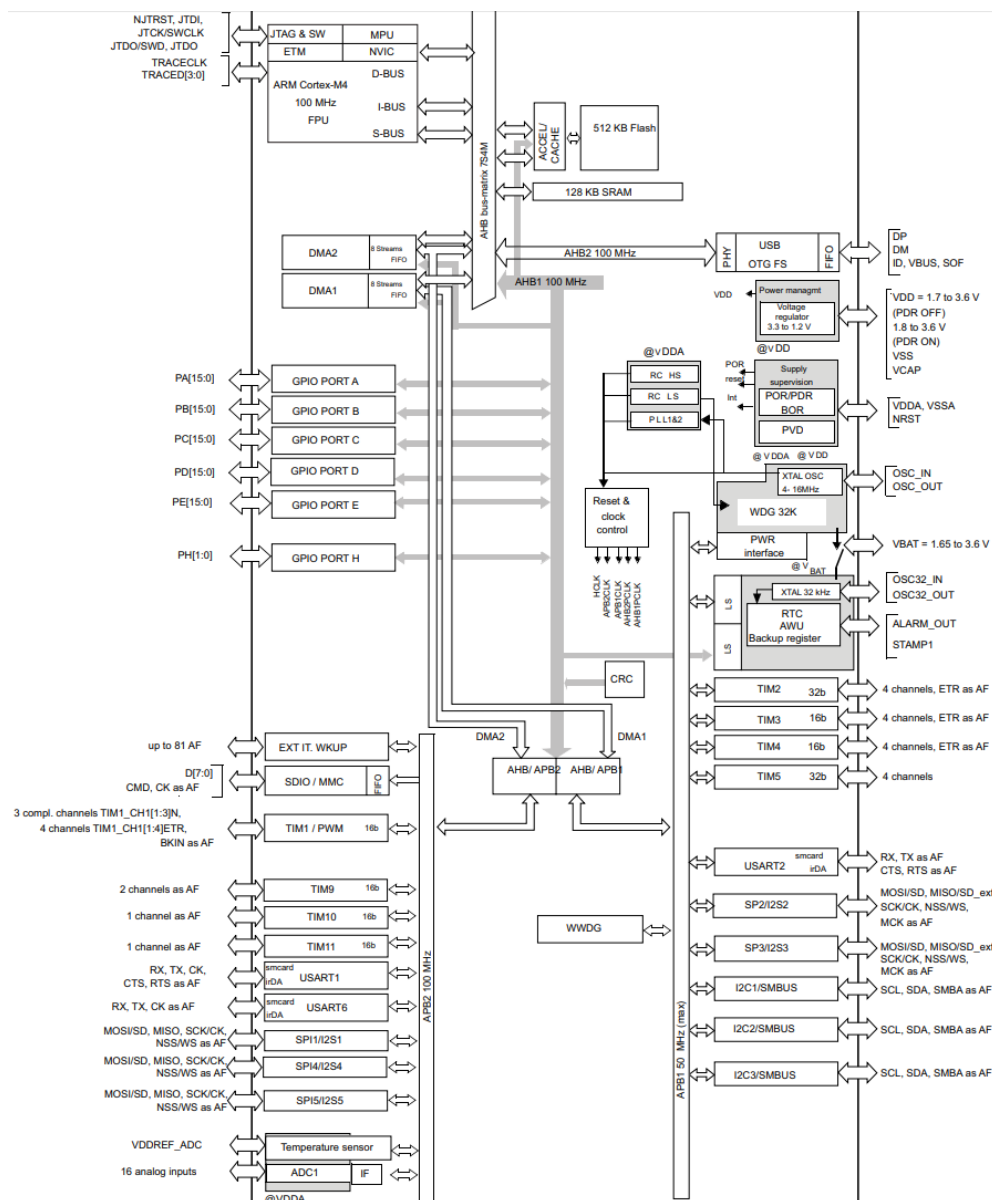 NJTRST, JTDI,
JTCK/SWCLK
JTDO/SWD, JTDO
TRACECLK
TRACED[3:0]
JTAG & SW
MPU
ETM
NVIC
ARM Cortex-M4
100 MHz
FPU
D-BUS
I-BUS
S-BUS
AHB bus-matrix 7S4M
ACCEL/
CACHE
512 KB Flash
128 KB SRAM
DMA2
8 Streams
FIFO
DMA1
8 Streams
FIFO
AHB2 100 MHz
AHB1 100 MHz
PHY
USB
OTG FS
FIFO
DP
DM
ID, VBUS, SOF
Power managmt
VDD
Voltage
regulator
3.3 to 1.2 V
@VDD
VDD = 1.7 to 3.6 V
(PDR OFF)
1.8 to 3.6 V
(PDR ON)
VSS
VCAP
@VDDA
RC HS
RC LS
PLL1&2
POR
reset
Int
Supply
supervision
POR/PDR
BOR
PVD
VDDA, VSSA
NRST
@VDDA
@VDD
XTAL OSC
4- 16MHz
OSC_IN
OSC_OUT
WDG 32K
PWR
interface
VBAT = 1.65 to 3.6 V
@VBAT
Reset &
clock
control
HCLK
APB2CLK
APB1CLK
AHB2PCLK
AHB1PCLK
LS
LS
XTAL 32 kHz
RTC
AWU
Backup register
OSC32_IN
OSC32_OUT
ALARM_OUT
STAMP1
PA[15:0]
GPIO PORT A
PB[15:0]
GPIO PORT B
PC[15:0]
GPIO PORT C
PD[15:0]
GPIO PORT D
PE[15:0]
GPIO PORT E
PH[1:0]
GPIO PORT H
CRC
DMA2
DMA1
AHB/ APB2
AHB/ APB1
up to 81 AF
EXT IT. WKUP
D[7:0]
CMD, CK as AF
SDIO / MMC
FIFO
3 compl. channels TIM1_CH1[1:3]N,
4 channels TIM1_CH1[1:4]ETR,
BKIN as AF
TIM1 / PWM
16b
2 channels as AF
TIM9
16b
1 channel as AF
TIM10
16b
1 channel as AF
TIM11
16b
RX, TX, CK,
CTS, RTS as AF
smcard
irDA
USART1
RX, TX, CK as AF
smcard
irDA
USART6
MOSI/SD, MISO, SCK/CK,
NSS/WS as AF
SPI1/I2S1
MOSI/SD, MISO, SCK/CK,
NSS/WS as AF
SPI4/I2S4
MOSI/SD, MISO, SCK/CK,
NSS/WS as AF
SPI5/I2S5
VDDREF_ADC
Temperature sensor
16 analog inputs
ADC1
IF
@VDDA
APB2 100 MHz
WWDG
APB1 50 MHz (max)
TIM2
32b
4 channels, ETR as AF
TIM3
16b
4 channels, ETR as AF
TIM4
16b
4 channels, ETR as AF
TIM5
32b
4 channels
USART2
smcard
irDA
RX, TX as AF
CTS, RTS as AF
SP2/I2S2
MOSI/SD, MISO/SD_ext
SCK/CK, NSS/WS,
MCK as AF
SP3/I2S3
MOSI/SD, MISO/SD_ext
SCK/CK, NSS/WS,
MCK as AF
I2C1/SMBUS
SCL, SDA, SMBA as AF
I2C2/SMBUS
SCL, SDA, SMBA as AF
I2C3/SMBUS
SCL, SDA, SMBA as AF